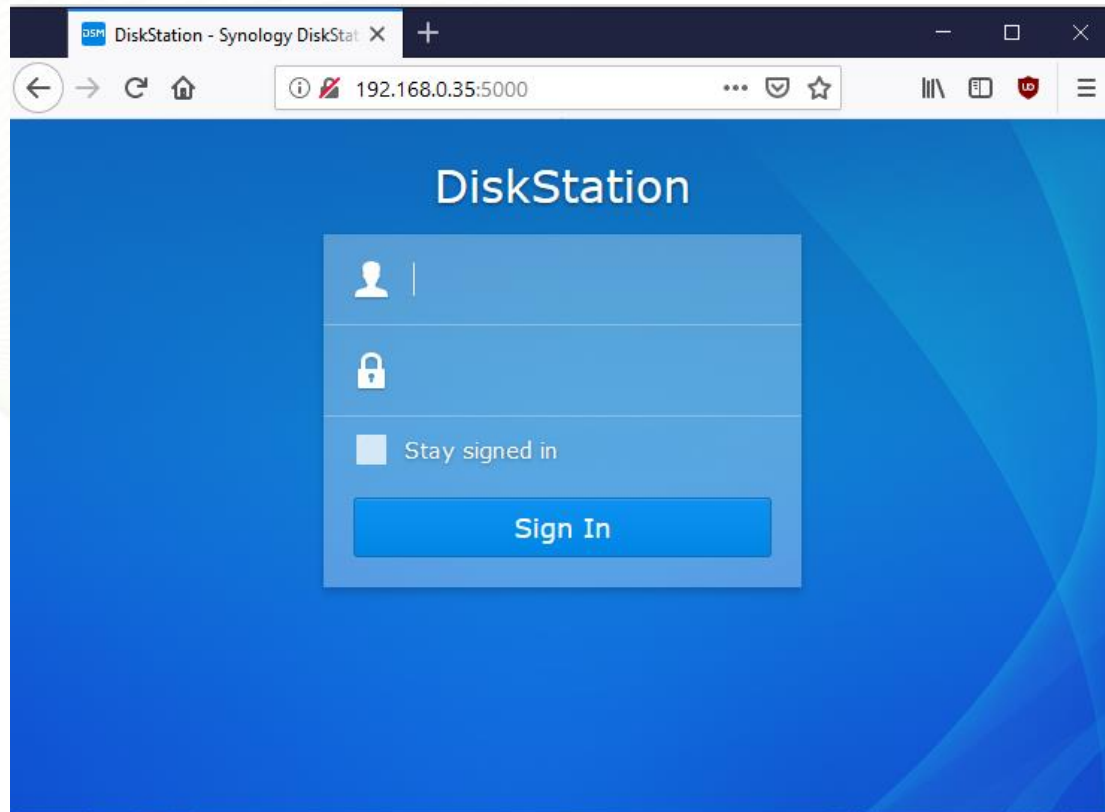 DSM DiskStation - Synology DiskStat
192.168.0.35:5000
DiskStation
Stay signed in
Sign In